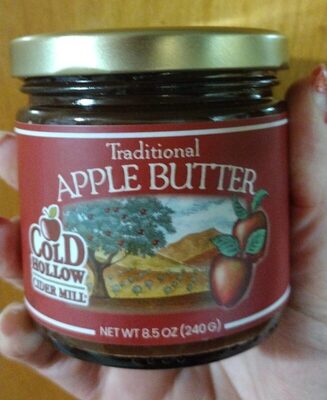 Traditional
APPLE BUTTER
COLD
HOLLOW
CIDER MILL
NET WT 8.5 OZ (240 G)